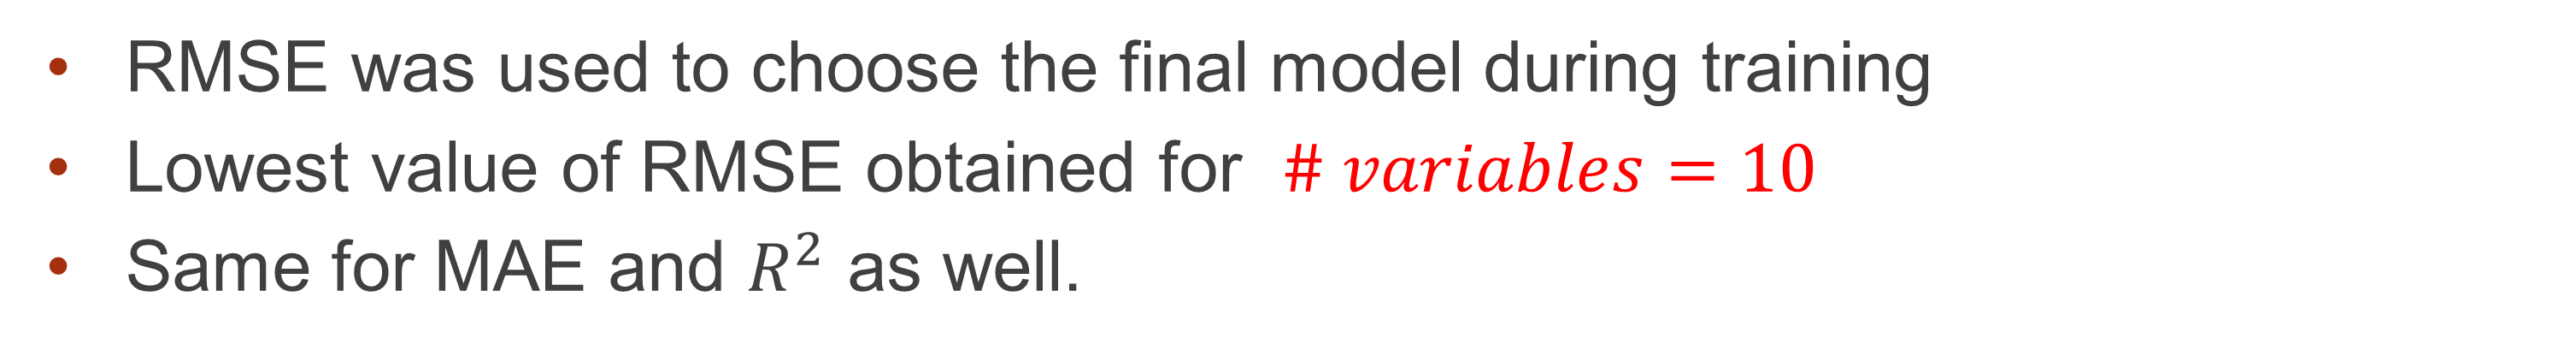 • RMSE was used to choose the final model during training
• Lowest value of RMSE obtained for # variables = 10
• Same for MAE and R² as well.